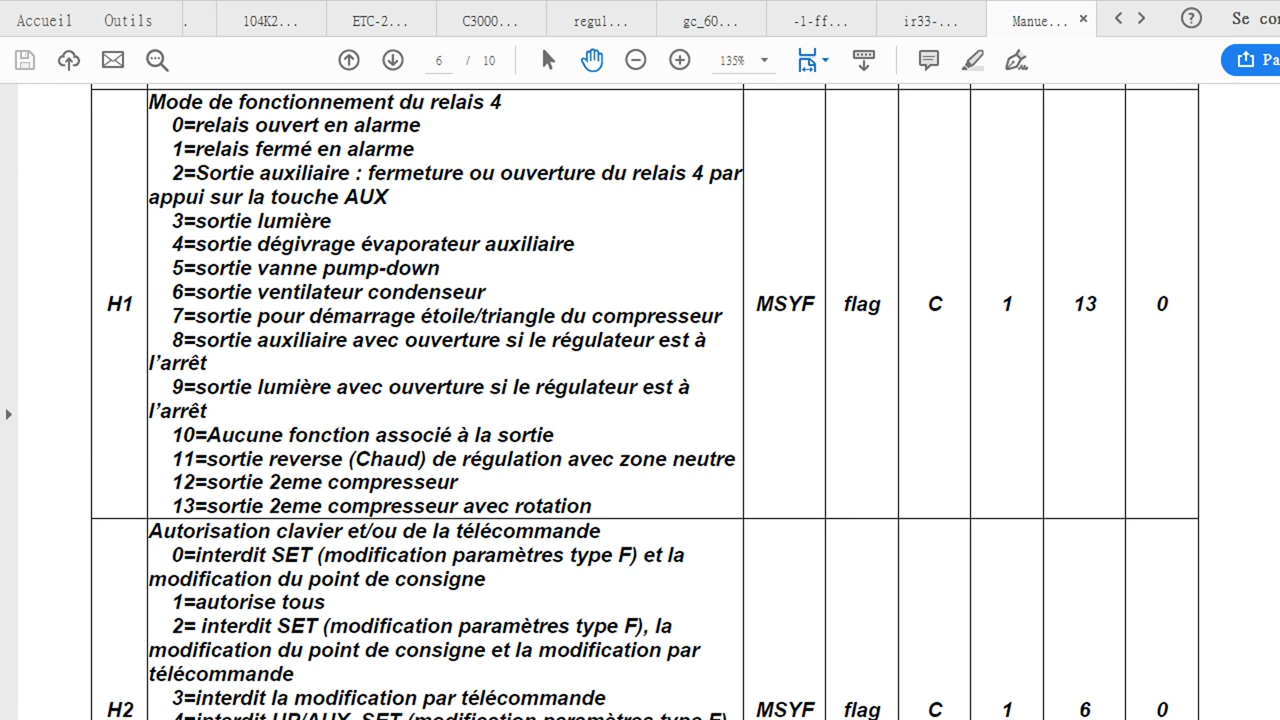 Accueil Outils . 104K2... ETC-2... C3000... regul... gc_60... -1-ff... ir33-... Manue... × ? Se con
6 / 10 135% Pa
Mode de fonctionnement du relais 4
0=relais ouvert en alarme
1=relais fermé en alarme
2=Sortie auxiliaire : fermeture ou ouverture du relais 4 par
appui sur la touche AUX
3=sortie lumière
4=sortie dégivrage évaporateur auxiliaire
5=sortie vanne pump-down
6=sortie ventilateur condenseur
H1 MSYF flag C 1 13 0
7=sortie pour démarrage étoile/triangle du compresseur
8=sortie auxiliaire avec ouverture si le régulateur est à
l’arrêt
9=sortie lumière avec ouverture si le régulateur est à
l’arrêt
10=Aucune fonction associé à la sortie
11=sortie reverse (Chaud) de régulation avec zone neutre
12=sortie 2eme compresseur
13=sortie 2eme compresseur avec rotation
Autorisation clavier et/ou de la télécommande
0=interdit SET (modification paramètres type F) et la
modification du point de consigne
1=autorise tous
2= interdit SET (modification paramètres type F), la
modification du point de consigne et la modification par
télécommande
3=interdit la modification par télécommande
H2 MSYF flag C 1 6 0
4=interdit UP/AUX, SET (modification paramètres type F)